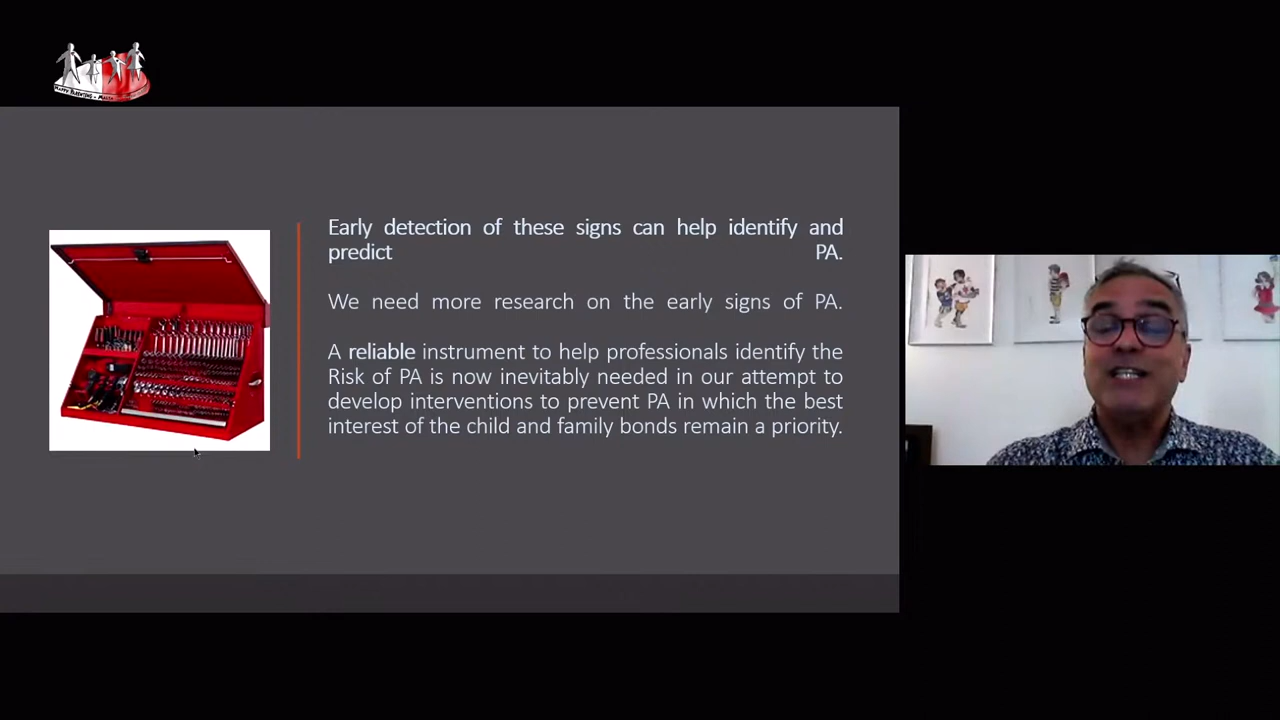 HAPPY PARENTING - MALTA
Early detection of these signs can help identify and
predict PA.
We need more research on the early signs of PA.
A reliable instrument to help professionals identify the
Risk of PA is now inevitably needed in our attempt to
develop interventions to prevent PA in which the best
interest of the child and family bonds remain a priority.